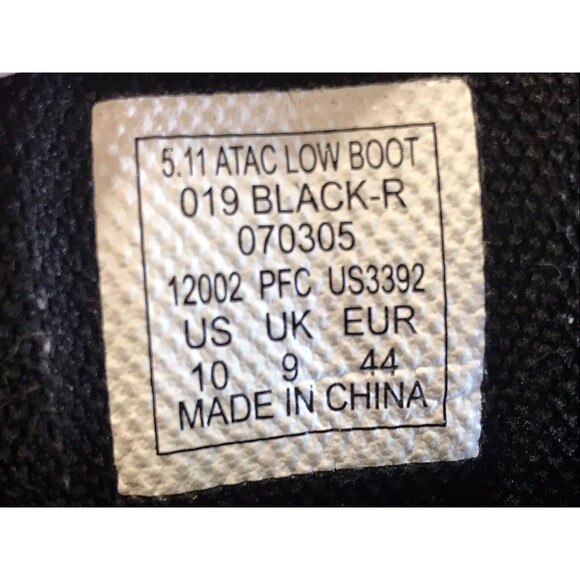 5.11 ATAC LOW BOOT
019 BLACK-R
070305
12002 PFC US3392
US UK EUR
10 9 44
MADE IN CHINA